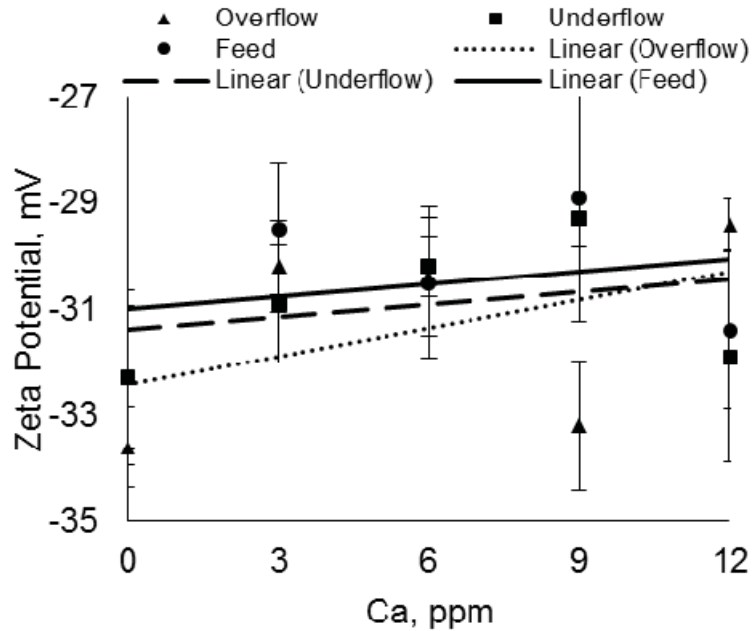 Overflow Underflow
Feed Linear (Overflow)
Linear (Underflow) Linear (Feed)
-27
-29
-31
-33
-35
Zeta Potential, mV
0 3 6 9 12
Ca, ppm